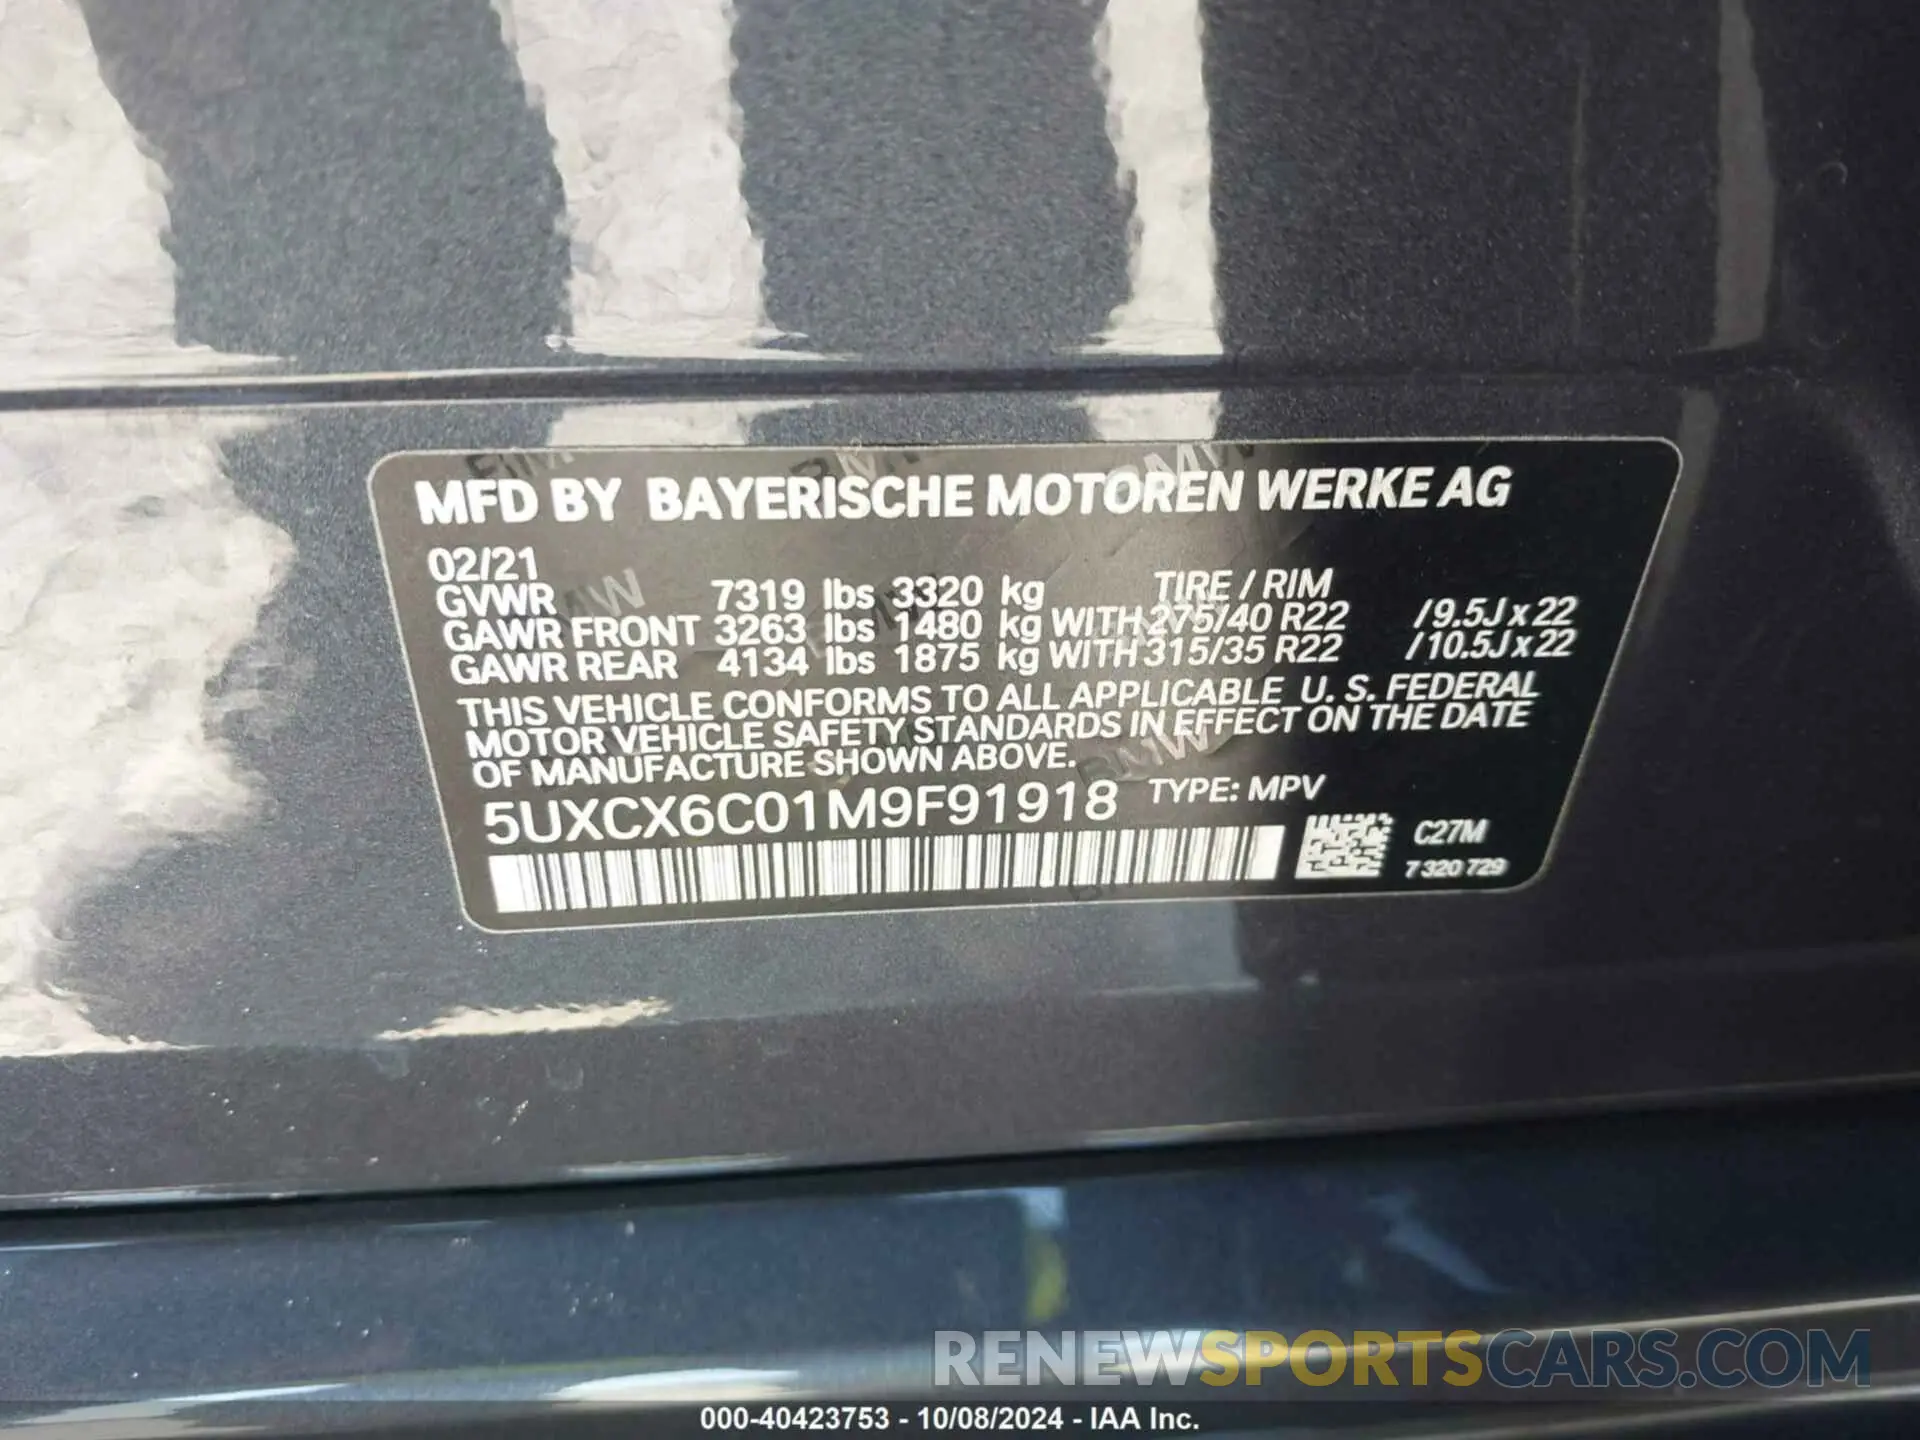 MFD BY BAYERISCHE MOTOREN WERKE AG
02/21
GVWR 7319 lbs 3320 kg TIRE / RIM
GAWR FRONT 3263 lbs 1480 kg WITH 275/40 R22 /9.5J x 22
GAWR REAR 4134 lbs 1875 kg WITH 315/35 R22 /10.5J x 22
THIS VEHICLE CONFORMS TO ALL APPLICABLE U. S. FEDERAL
MOTOR VEHICLE SAFETY STANDARDS IN EFFECT ON THE DATE
OF MANUFACTURE SHOWN ABOVE.
5UXCX6C01M9F91918 TYPE: MPV
C27M
7 320 729
RENEWSPORTSCARS.COM
000-40423753 - 10/08/2024 - IAA Inc.